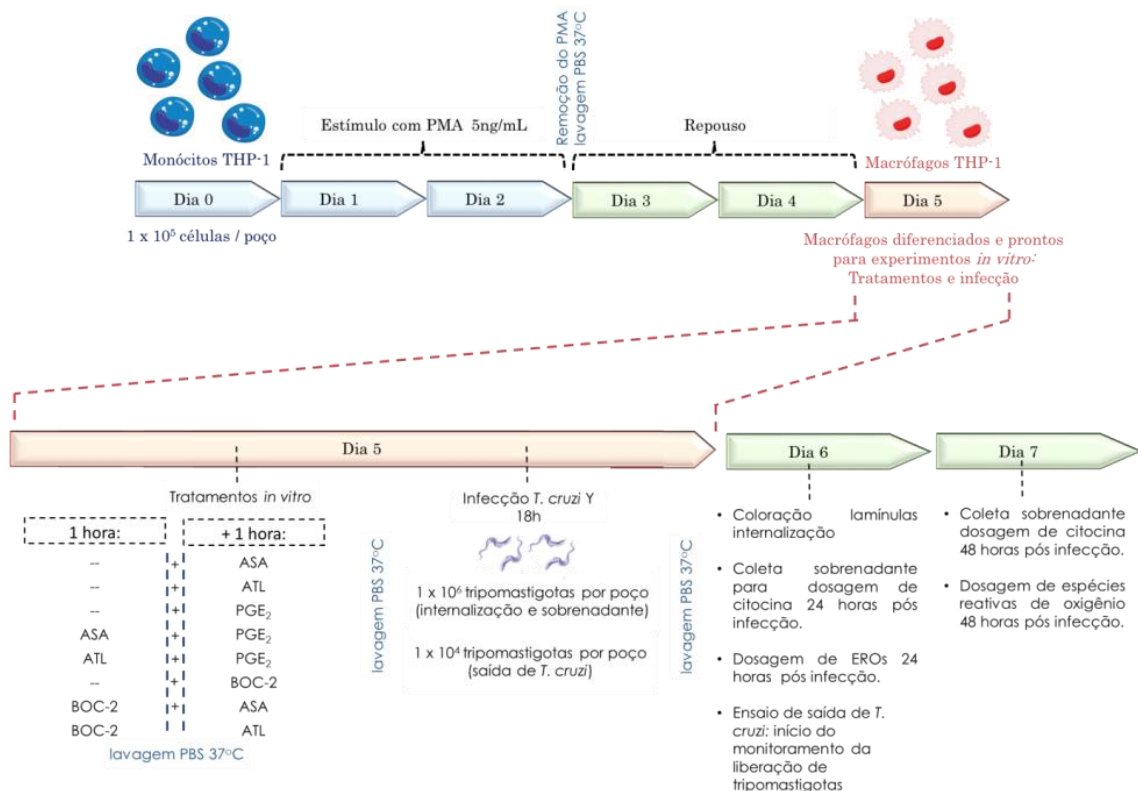 Remoção do PMA
lavagem PBS 37ºC
Estímulo com PMA 5ng/mL
Repouso
Monócitos THP-1
Macrófagos THP-1
Dia 0
Dia 1
Dia 2
Dia 3
Dia 4
Dia 5
1 x 10⁵ células / poço
Macrófagos diferenciados e prontos
para experimentos in vitro:
Tratamentos e infecção
Dia 5
Dia 6
Dia 7
Tratamentos in vitro
1 hora:
+ 1 hora:
-- + ASA
-- + ATL
-- + PGE₂
ASA + PGE₂
ATL + PGE₂
-- + BOC-2
BOC-2 + ASA
BOC-2 ATL
lavagem PBS 37ºC
lavagem PBS 37ºC
Infecção T. cruzi Y
18h
1 x 10⁶ tripomastigotas por poço
(internalização e sobrenadante)
1 x 10⁴ tripomastigotas por poço
(saída de T. cruzi)
lavagem PBS 37ºC
• Coloração lamínulas
internalização
• Coleta sobrenadante
para dosagem de
citocina 24 horas pós
infecção.
• Dosagem de EROs 24
horas pós infecção.
• Ensaio de saída de T.
cruzi: início do
monitoramento da
liberação de
tripomastigotas
• Coleta sobrenadante
dosagem de citocina
48 horas pós infecção.
• Dosagem de espécies
reativas de oxigênio
48 horas pós infecção.